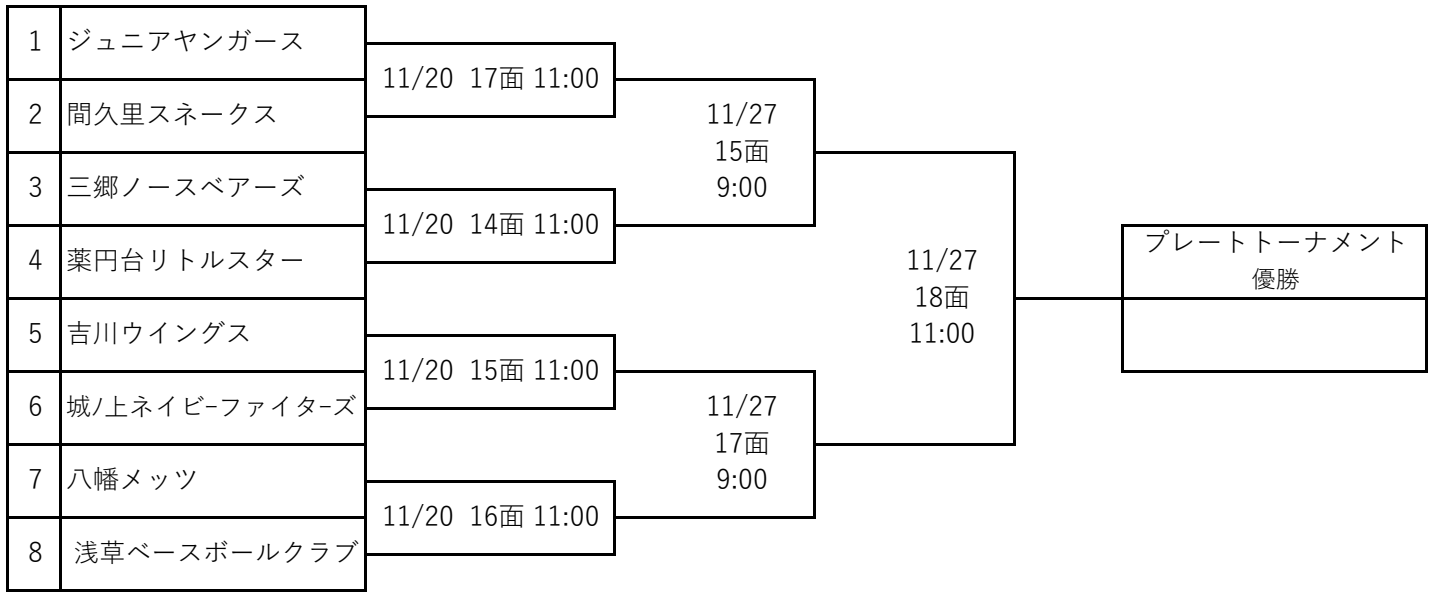 1 ジュニアヤンガース
2 間久里スネークス
3 三郷ノースベアーズ
4 薬円台リトルスター
5 吉川ウイングス
6 城ﾉ上ネイビｰファイタｰズ
7 八幡メッツ
8 浅草ベースボールクラブ
11/20 17面 11:00
11/20 14面 11:00
11/20 15面 11:00
11/20 16面 11:00
11/27
15面
9:00
11/27
17面
9:00
11/27
18面
11:00
プレートトーナメント
優勝